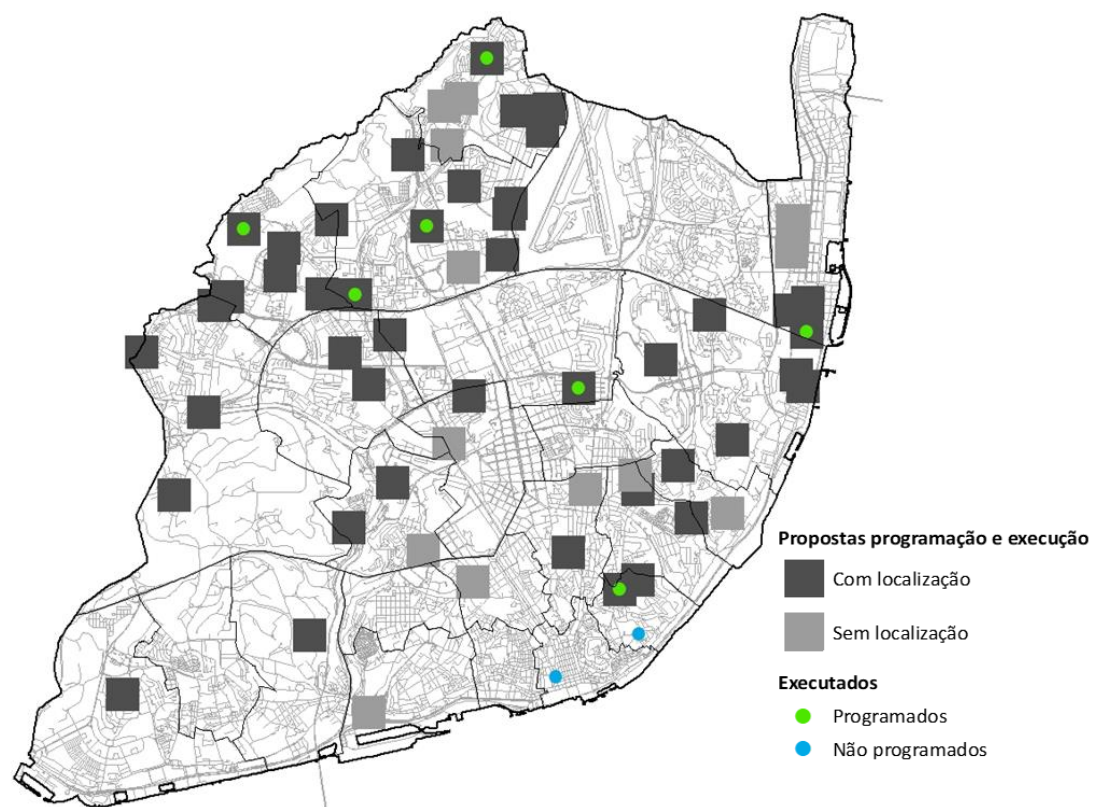 Propostas programação e execução
Com localização
Sem localização
Executados
Programados
Não programados